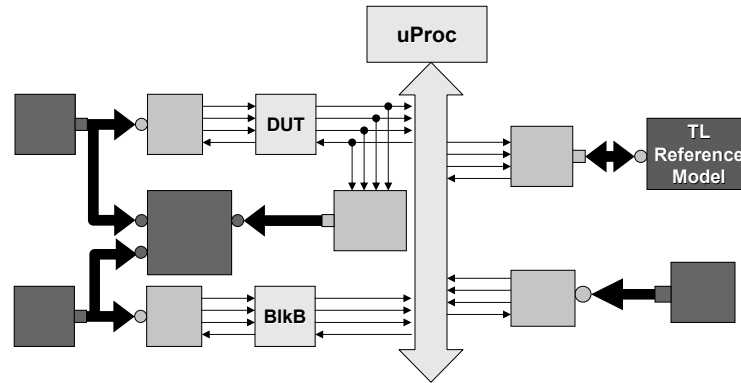 uProc
DUT
TL
Reference
Model
BlkB